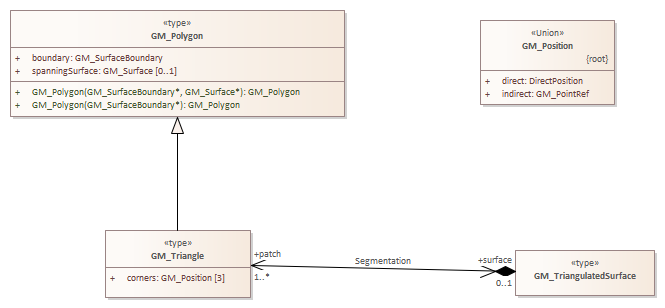 «type»
GM_Polygon
+ boundary: GM_SurfaceBoundary
+ spanningSurface: GM_Surface [0..1]
+ GM_Polygon(GM_SurfaceBoundary*, GM_Surface*): GM_Polygon
+ GM_Polygon(GM_SurfaceBoundary*): GM_Polygon
«Union»
GM_Position
{root}
+ direct: DirectPosition
+ indirect: GM_PointRef
«type»
GM_Triangle
+ corners: GM_Position [3]
+patch
1..*
Segmentation
+surface
0..1
«type»
GM_TriangulatedSurface